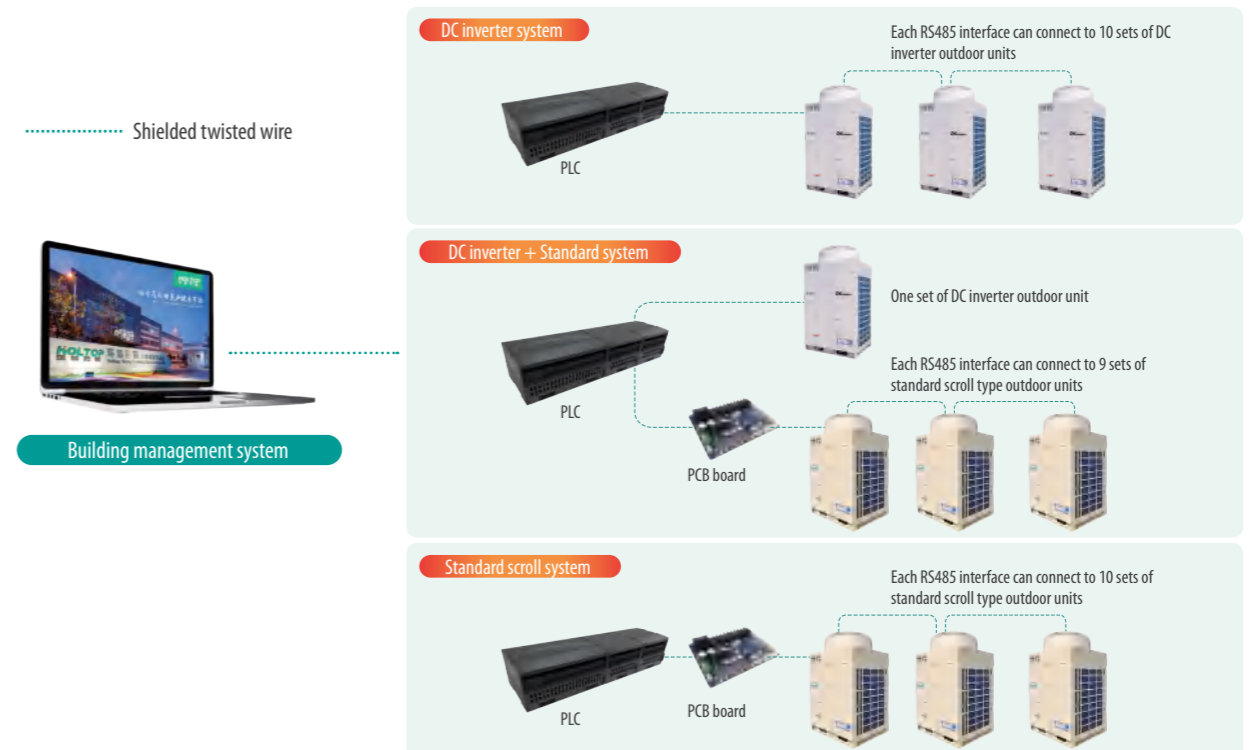 DC inverter system
Each RS485 interface can connect to 10 sets of DC
inverter outdoor units
PLC
Shielded twisted wire
DC inverter + Standard system
One set of DC inverter outdoor unit
Each RS485 interface can connect to 9 sets of
standard scroll type outdoor units
PLC
PCB board
HOLTOP
HOLTOP
Building management system
Standard scroll system
Each RS485 interface can connect to 10 sets of
standard scroll type outdoor units
PLC
PCB board